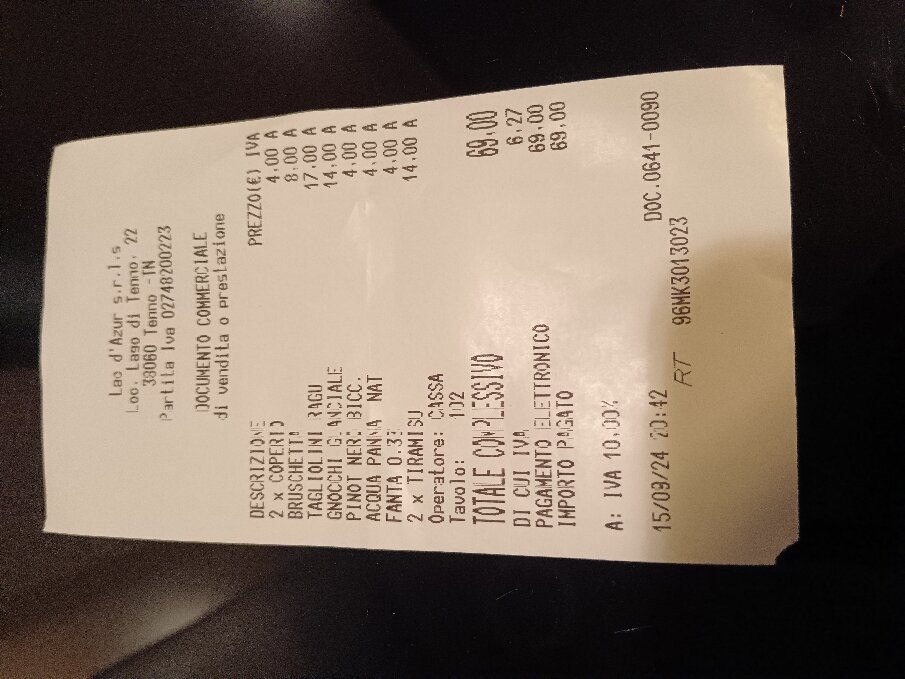 Lac d'Azur s.r.l.s
Loc. Lago di Tenno, 22
38060 Tenno -TN
Partita Iva 02748200223
DOCUMENTO COMMERCIALE
di vendita o prestazione
DESCRIZIONE PREZZO(€) IVA
2 x COPERTO 4,00 A
BRUSCHETTA 8,00 A
TAGLIOLINI RAGU 17,00 A
GNOCCHI GUANCIALE 14,00 A
PINOT NERO BICC. 4,00 A
ACQUA PANNA NAT 4,00 A
FANTA 0.33 4,00 A
2 x TIRAMISU 14,00 A
Operatore: CASSA
Tavolo: 102
TOTALE COMPLESSIVO 69,00
DI CUI IVA 6,27
PAGAMENTO ELETTRONICO 69,00
IMPORTO PAGATO 69,00
A: IVA 10,00%
15/09/24 20:42 DOC.0641-0090
RT 96MK3013023